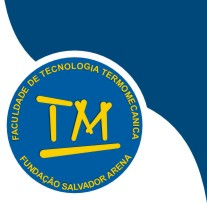 FACULDADE DE TECNOLOGIA TERMOMECANICA
TM
FUNDAÇÃO SALVADOR ARENA